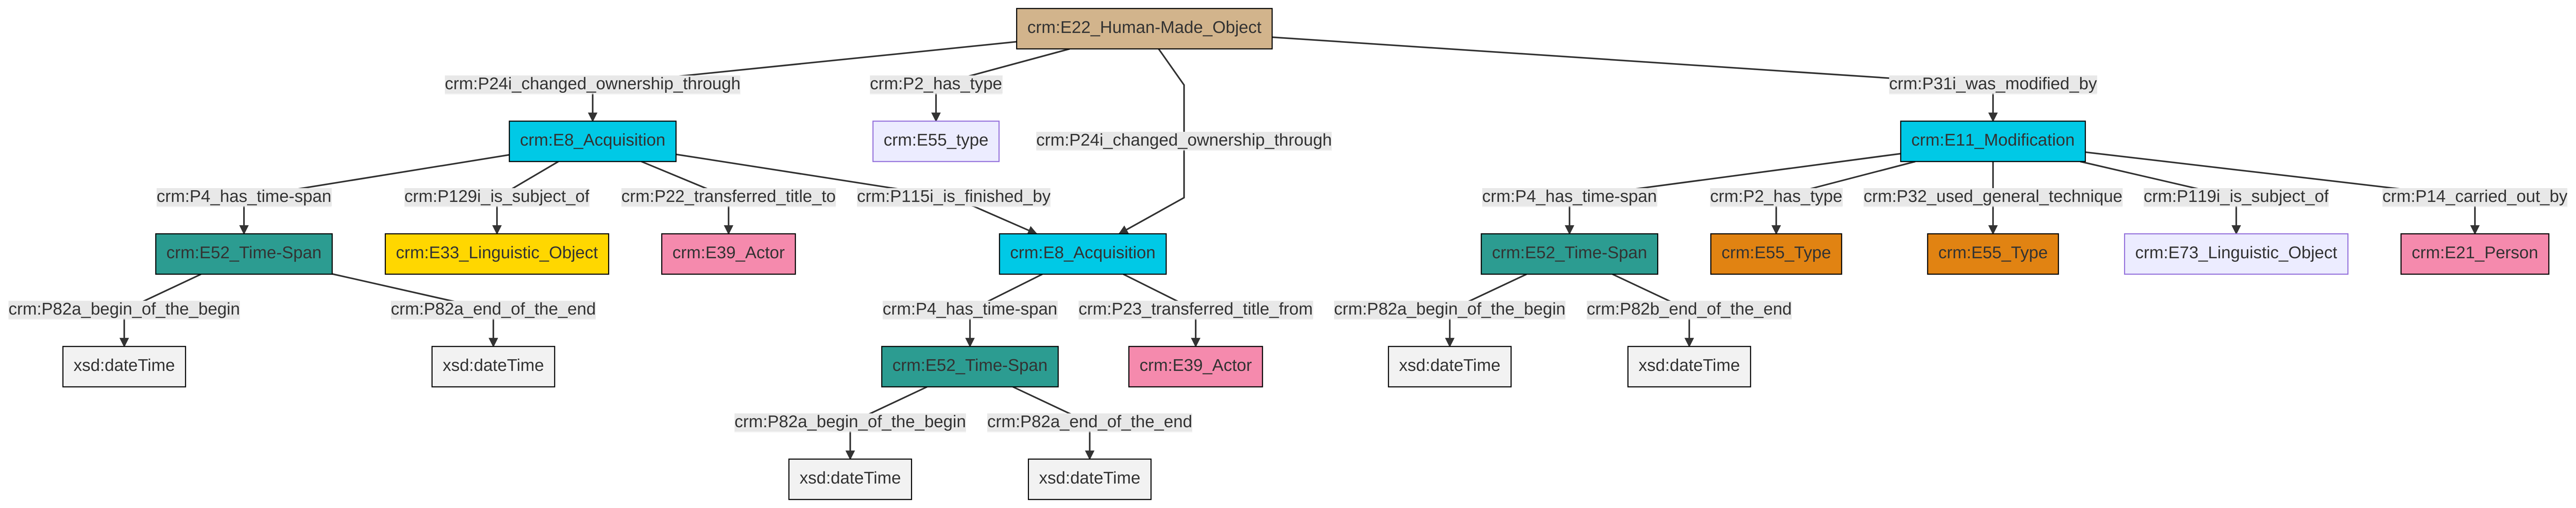 crm:E22_Human-Made_Object
crm:P24i_changed_ownership_through
crm:P2_has_type
crm:P31i_was_modified_by
crm:E8_Acquisition
crm:E55_type
crm:P24i_changed_ownership_through
crm:E11_Modification
crm:P4_has_time-span
crm:P129i_is_subject_of
crm:P22_transferred_title_to
crm:P115i_is_finished_by
crm:P4_has_time-span
crm:P2_has_type
crm:P32_used_general_technique
crm:P119i_is_subject_of
crm:P14_carried_out_by
crm:E52_Time-Span
crm:E33_Linguistic_Object
crm:E39_Actor
crm:E8_Acquisition
crm:E52_Time-Span
crm:E55_Type
crm:E55_Type
crm:E73_Linguistic_Object
crm:E21_Person
crm:P82a_begin_of_the_begin
crm:P82a_end_of_the_end
crm:P4_has_time-span
crm:P23_transferred_title_from
crm:P82a_begin_of_the_begin
crm:P82b_end_of_the_end
xsd:dateTime
xsd:dateTime
crm:E52_Time-Span
crm:E39_Actor
xsd:dateTime
xsd:dateTime
crm:P82a_begin_of_the_begin
crm:P82a_end_of_the_end
xsd:dateTime
xsd:dateTime